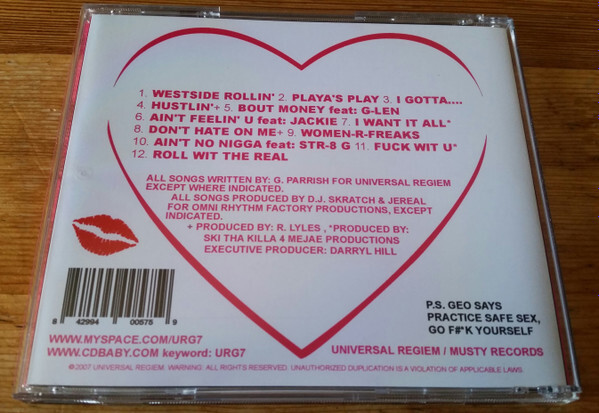 1. WESTSIDE ROLLIN' 2. PLAYA'S PLAY 3. I GOTTA....
4. HUSTLIN'+ 5. BOUT MONEY feat: G-LEN
6. AIN'T FEELIN' U feat: JACKIE 7. I WANT IT ALL*
8. DON'T HATE ON ME+ 9. WOMEN-R-FREAKS
10. AIN'T NO NIGGA feat: STR-8 G 11. FUCK WIT U*
12. ROLL WIT THE REAL
ALL SONGS WRITTEN BY: G. PARRISH FOR UNIVERSAL REGIEM
EXCEPT WHERE INDICATED.
ALL SONGS PRODUCED BY D.J. SKRATCH & JEREAL
FOR OMNI RHYTHM FACTORY PRODUCTIONS, EXCEPT
INDICATED.
+ PRODUCED BY: R. LYLES , *PRODUCED BY:
SKI THA KILLA 4 MEJAE PRODUCTIONS
EXECUTIVE PRODUCER: DARRYL HILL
8 42994 00575 9
P.S. GEO SAYS
PRACTICE SAFE SEX,
GO F#*K YOURSELF
WWW.MYSPACE.COM/URG7
WWW.CDBABY.COM keyword: URG7
UNIVERSAL REGIEM / MUSTY RECORDS
©2007 UNIVERSAL REGIEM. WARNING. ALL RIGHTS RESERVED. UNAUTHORIZED DUPLICATION IS A VIOLATION OF APPLICABLE LAWS.